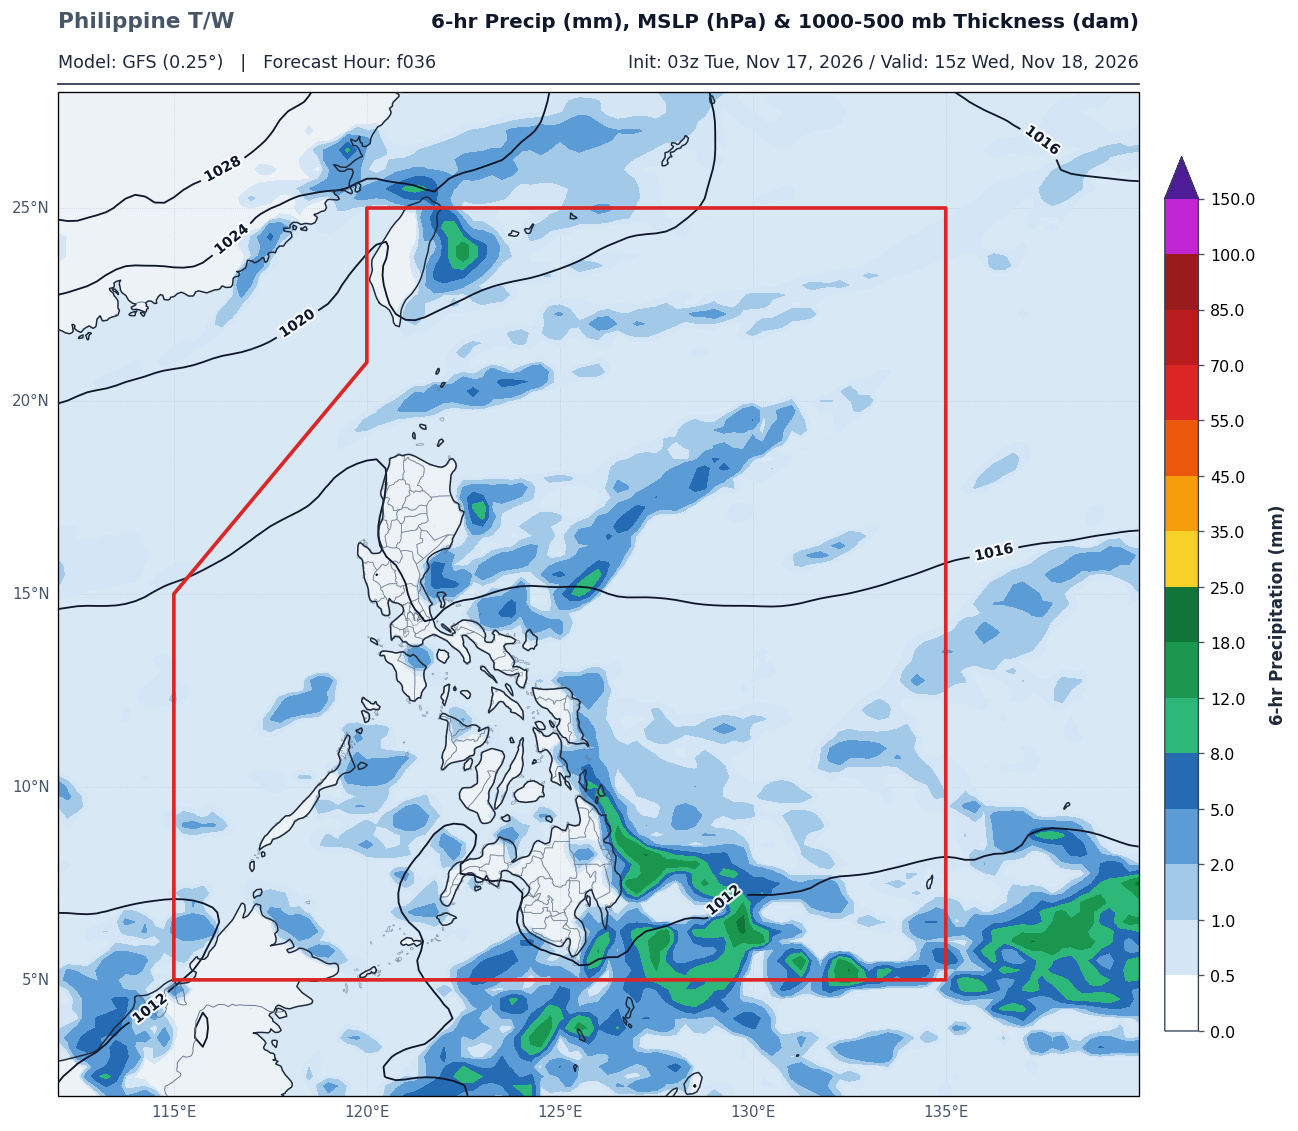 Philippine T/W
6-hr Precip (mm), MSLP (hPa) & 1000-500 mb Thickness (dam)
Model: GFS (0.25°) | Forecast Hour: f036
Init: 03z Tue, Nov 17, 2026 / Valid: 15z Wed, Nov 18, 2026
1028
1016
1024
1020
1016
1012
1012
25°N
20°N
15°N
10°N
5°N
115°E
120°E
125°E
130°E
135°E
150.0
100.0
85.0
70.0
55.0
45.0
35.0
25.0
18.0
12.0
8.0
5.0
2.0
1.0
0.5
0.0
6-hr Precipitation (mm)